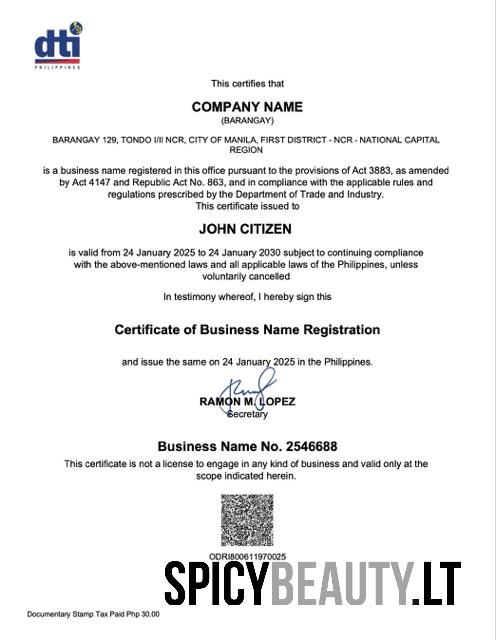 dti
PHILIPPINES
This certifies that
COMPANY NAME
(BARANGAY)
BARANGAY 129, TONDO I/II NCR, CITY OF MANILA, FIRST DISTRICT - NCR - NATIONAL CAPITAL
REGION
is a business name registered in this office pursuant to the provisions of Act 3883, as amended
by Act 4147 and Republic Act No. 863, and in compliance with the applicable rules and
regulations prescribed by the Department of Trade and Industry.
This certificate issued to
JOHN CITIZEN
is valid from 24 January 2025 to 24 January 2030 subject to continuing compliance
with the above-mentioned laws and all applicable laws of the Philippines, unless
voluntarily cancelled
In testimony whereof, I hereby sign this
Certificate of Business Name Registration
and issue the same on 24 January 2025 in the Philippines.
RAMON M. LOPEZ
Secretary
Business Name No. 2546688
This certificate is not a license to engage in any kind of business and valid only at the
scope indicated herein.
ODRI800611970025
SPICYBEAUTY.LT
Documentary Stamp Tax Paid Php 30.00